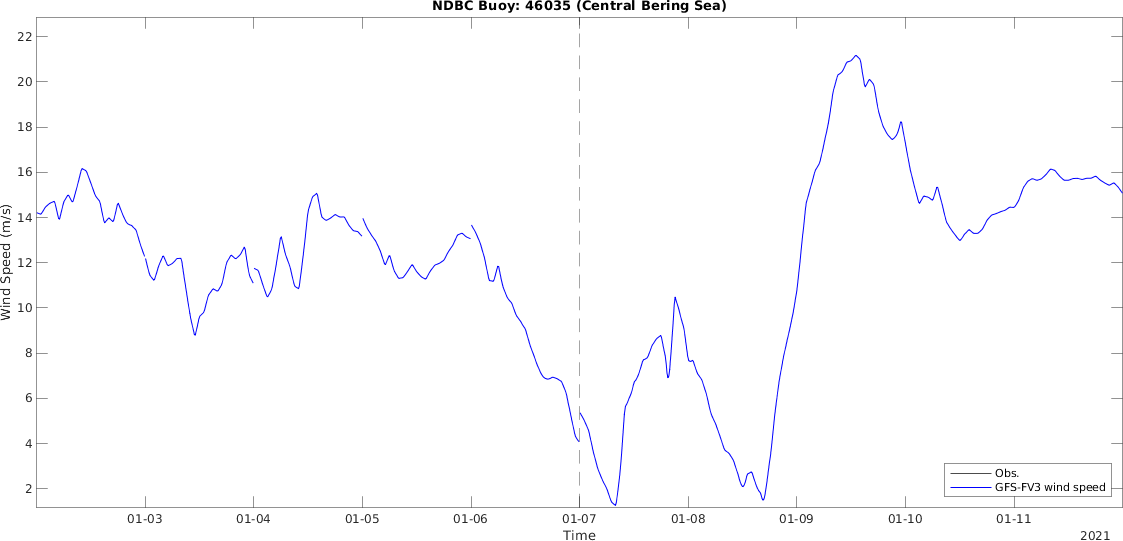 NDBC Buoy: 46035 (Central Bering Sea)
22
20
18
16
14
12
10
8
6
4
2
Wind Speed (m/s)
Obs.
GFS-FV3 wind speed
01-03 01-04 01-05 01-06 01-07 01-08 01-09 01-10 01-11
Time
2021